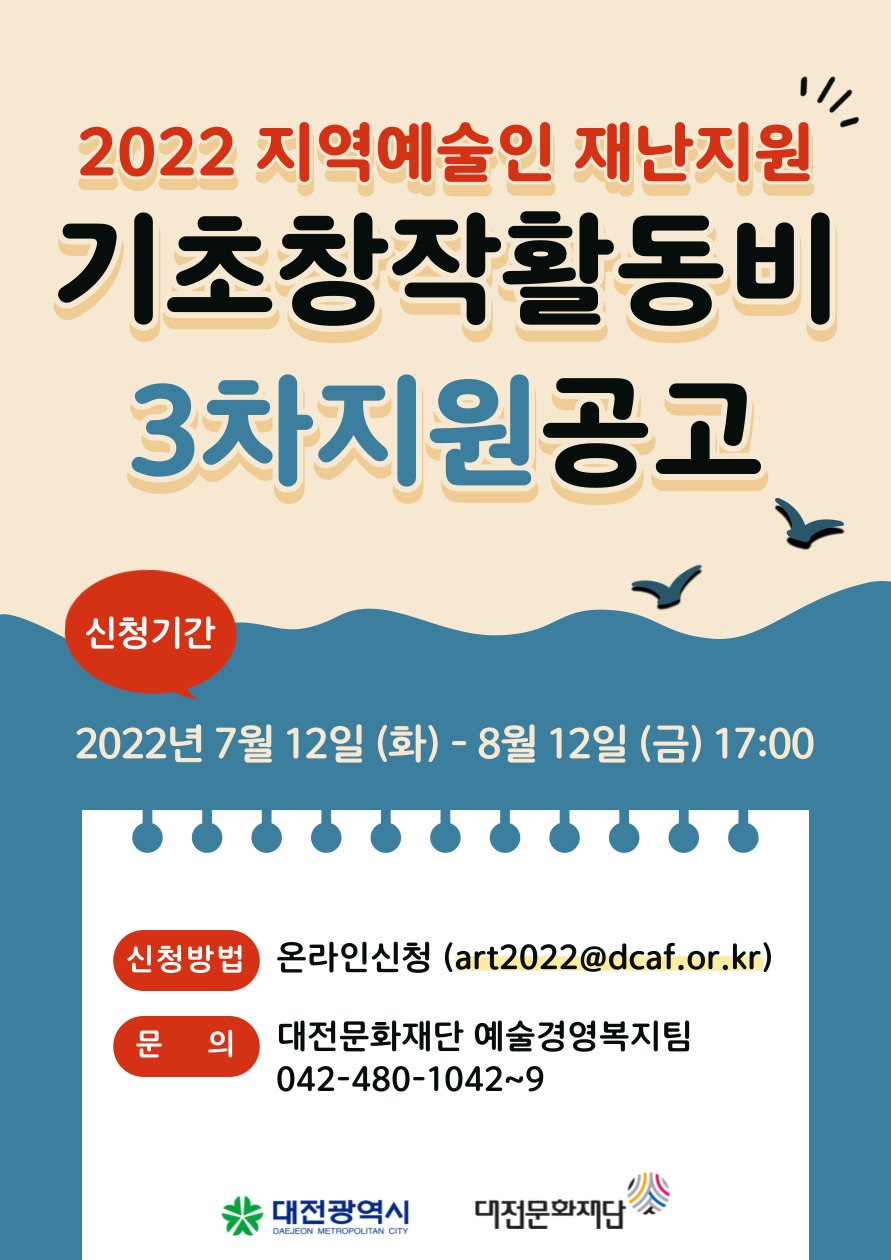 2022 지역예술인 재난지원
기초창작활동비
3차지원공고
신청기간
2022년 7월 12일 (화) - 8월 12일 (금) 17:00
신청방법 온라인신청 (art2022@dcaf.or.kr)
문 의 대전문화재단 예술경영복지팀
042-480-1042~9
대전광역시 대전문화재단
DAEJEON METROPOLITAN CITY